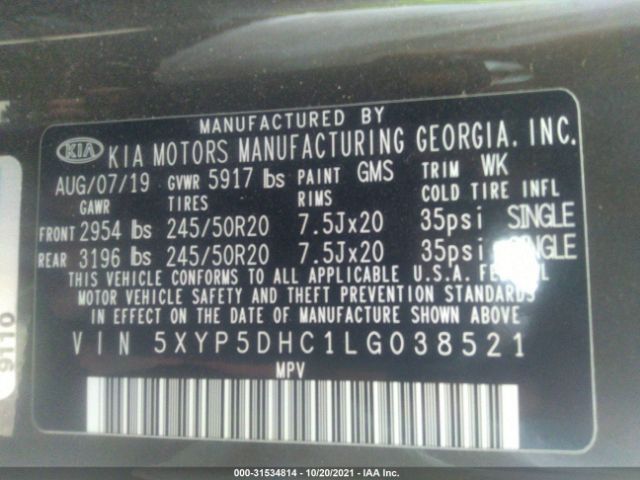 MANUFACTURED BY
KIA KIA MOTORS MANUFACTURING GEORGIA, INC.
AUG/07/19 GVWR 5917 lbs PAINT GMS TRIM WK
GAWR TIRES RIMS COLD TIRE INFL
FRONT 2954 lbs 245/50R20 7.5Jx20 35psi SINGLE
REAR 3196 lbs 245/50R20 7.5Jx20 35psi SINGLE
THIS VEHICLE CONFORMS TO ALL APPLICABLE U.S.A. FEDERAL
MOTOR VEHICLE SAFETY AND THEFT PREVENTION STANDARDS
IN EFFECT ON THE DATE OF MANUFACTURE SHOWN ABOVE.
VIN 5XYP5DHC1LG038521
MPV
9110
000-31534814 - 10/20/2021 - IAA Inc.